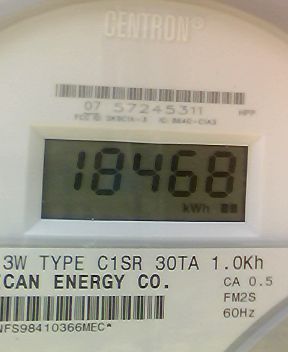 CENTRON®
07 57245311
18468
kWh
3W TYPE C1SR 30TA 1.0Kh
CAN ENERGY CO.
CA 0.5
FM2S
60Hz
NFS98410366MEC*